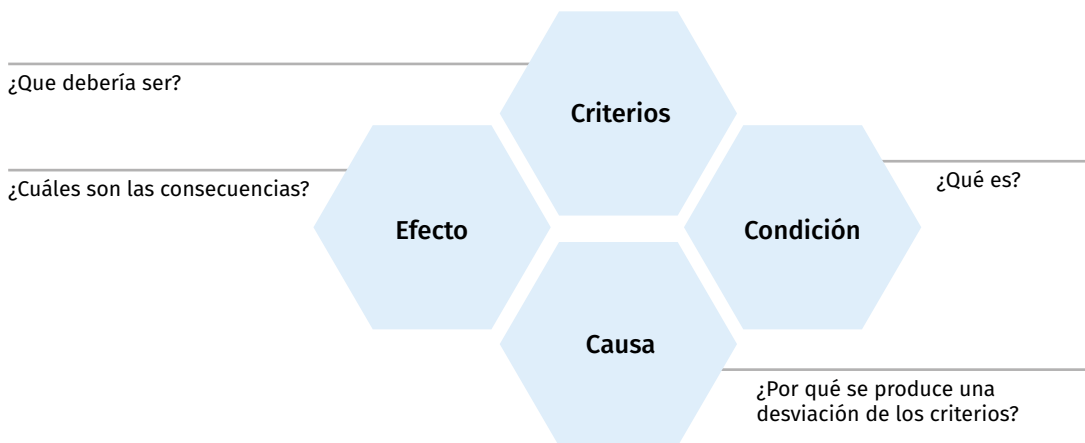 ¿Que debería ser?
Criterios
¿Cuáles son las consecuencias?
¿Qué es?
Efecto
Condición
Causa
¿Por qué se produce una
desviación de los criterios?